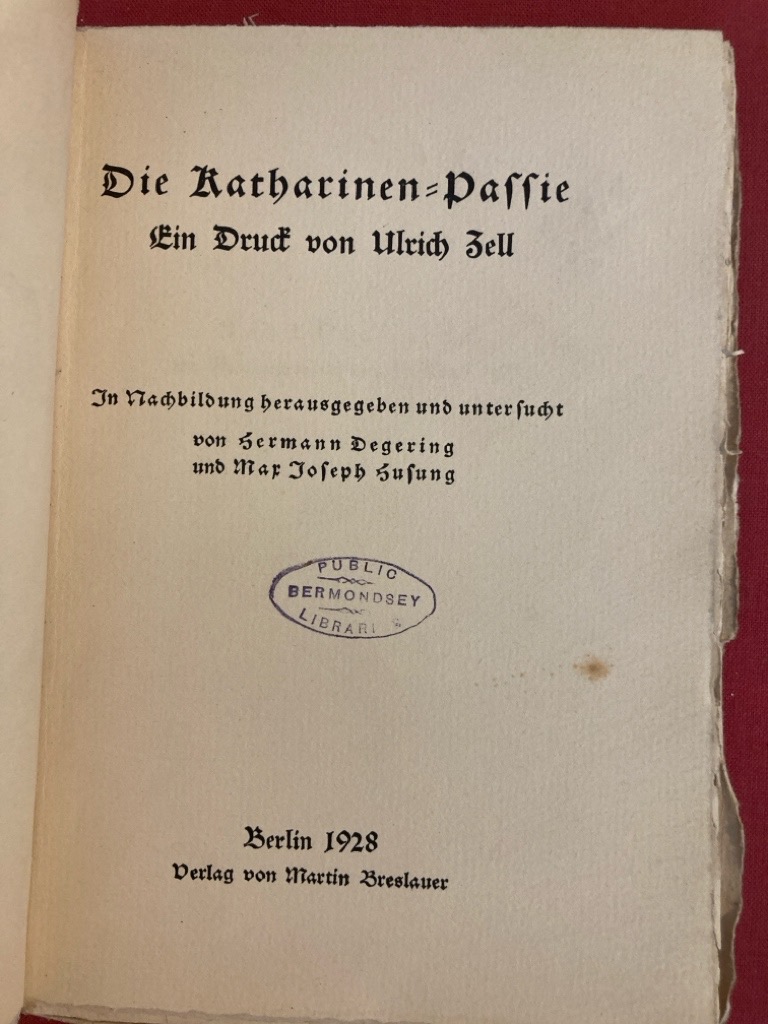 Die Katharinen-Passie
Ein Druck von Ulrich Zell
In Nachbildung herausgegeben und untersucht
von Hermann Degering
und Max Joseph Husung
PUBLIC
BERMONDSEY
LIBRARIES
Berlin 1928
Verlag von Martin Breslauer